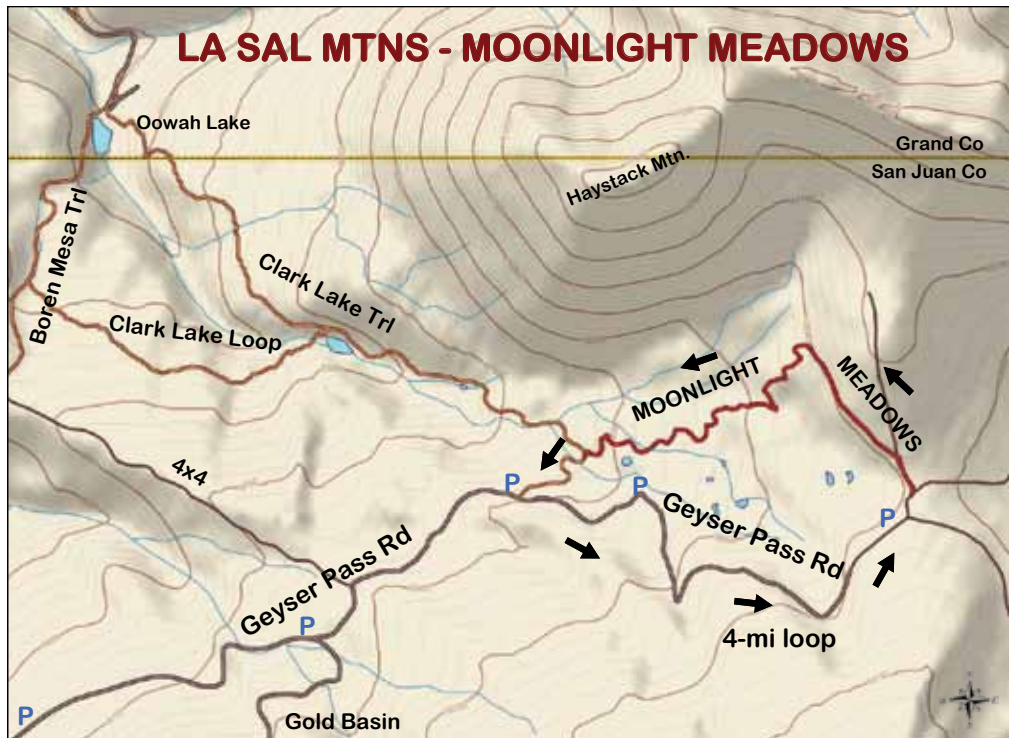 LA SAL MTNS - MOONLIGHT MEADOWS
Oowah Lake
Grand Co
San Juan Co
Haystack Mtn.
Boren Mesa Trl
Clark Lake Trl
Clark Lake Loop
MOONLIGHT
MEADOWS
4x4
P
P
Geyser Pass Rd
P
Geyser Pass Rd
P
4-mi loop
P
Gold Basin